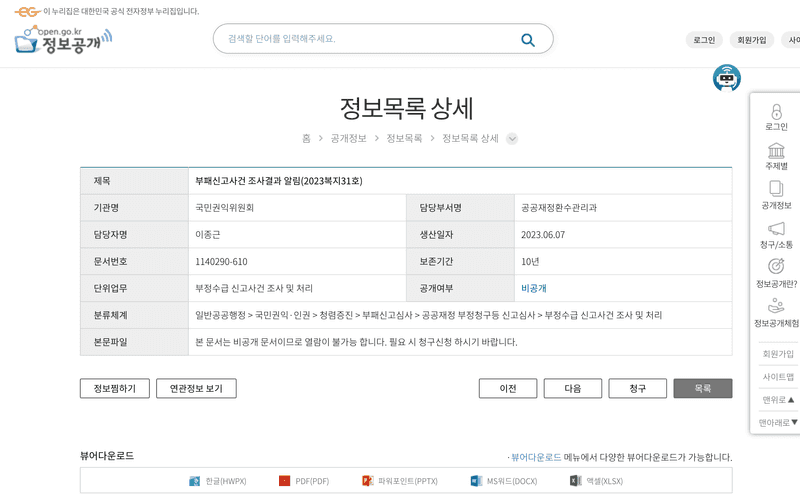 이 누리집은 대한민국 공식 전자정부 누리집입니다.
open.go.kr
정보공개
검색할 단어를 입력해주세요.
로그인
회원가입
사이
정보목록 상세
홈 > 공개정보 > 정보목록 > 정보목록 상세
제목 부패신고사건 조사결과 알림(2023복지31호)
기관명 국민권익위원회 담당부서명 공공재정환수관리과
담당자명 이종근 생산일자 2023.06.07
문서번호 1140290-610 보존기간 10년
단위업무 부정수급 신고사건 조사 및 처리 공개여부 비공개
분류체계 일반공공행정 > 국민권익·인권 > 청렴증진 > 부패신고심사 > 공공재정 부정청구등 신고심사 > 부정수급 신고사건 조사 및 처리
본문파일 본 문서는 비공개 문서이므로 열람이 불가능 합니다. 필요 시 청구신청 하시기 바랍니다.
정보찜하기 연관정보 보기 이전 다음 청구 목록
뷰어다운로드 · 뷰어다운로드 메뉴에서 다양한 뷰어다운로드가 가능합니다.
한글(HWPX) PDF(PDF) 파워포인트(PPTX) MS워드(DOCX) 엑셀(XLSX)
로그인
주제별
공개정보
청구/소통
정보공개란?
정보공개체험
회원가입
사이트맵
맨위로▲
맨아래로▼